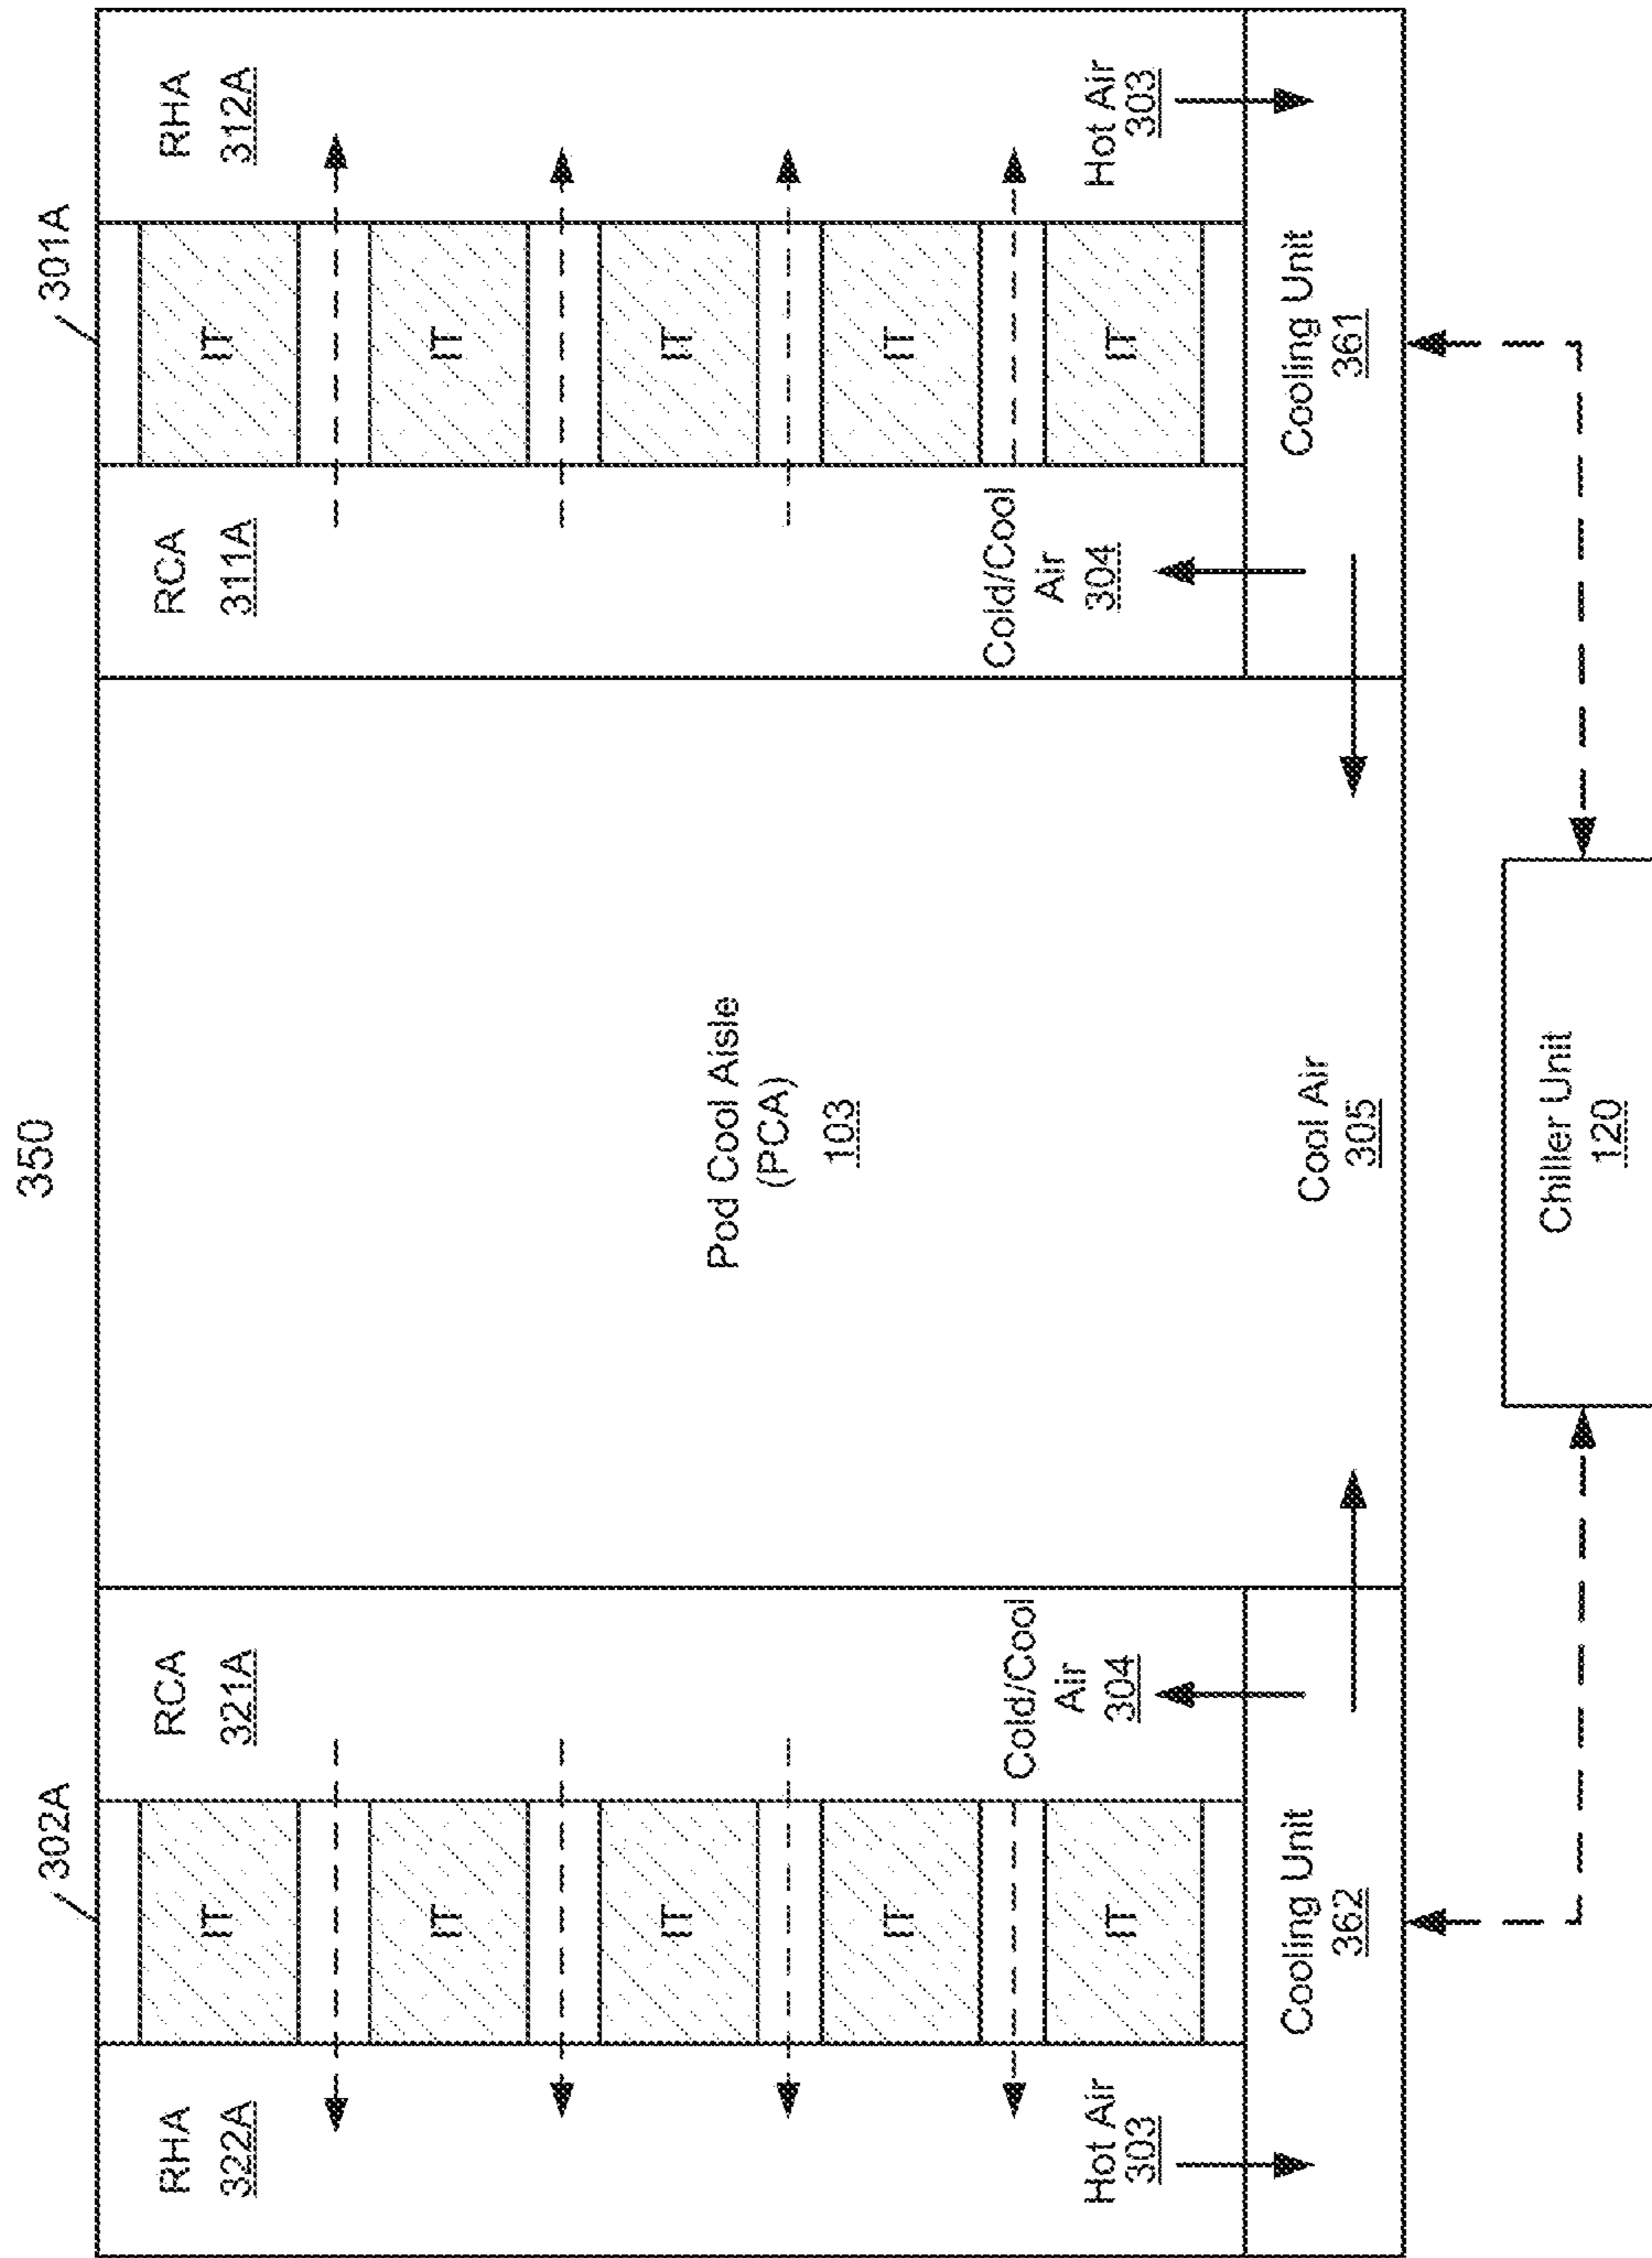 350
302A
301A
RHA
322A
IT
IT
IT
IT
IT
Hot Air
303
RCA
321A
Cold/Cool
Air
304
Cooling Unit
362
Pod Cool Aisle
(PCA)
103
Cool Air
305
RCA
311A
Cold/Cool
Air
304
IT
IT
IT
IT
IT
RHA
312A
Hot Air
303
Cooling Unit
361
Chiller Unit
120